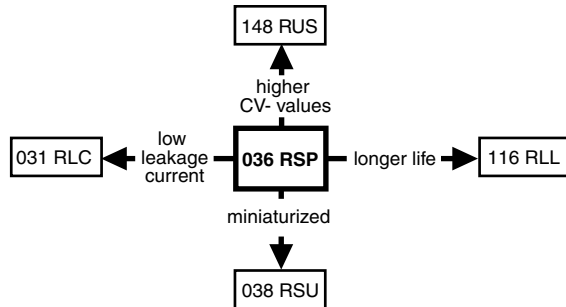 148 RUS
higher
CV- values
031 RLC
low
leakage
current
036 RSP
longer life
116 RLL
miniaturized
038 RSU